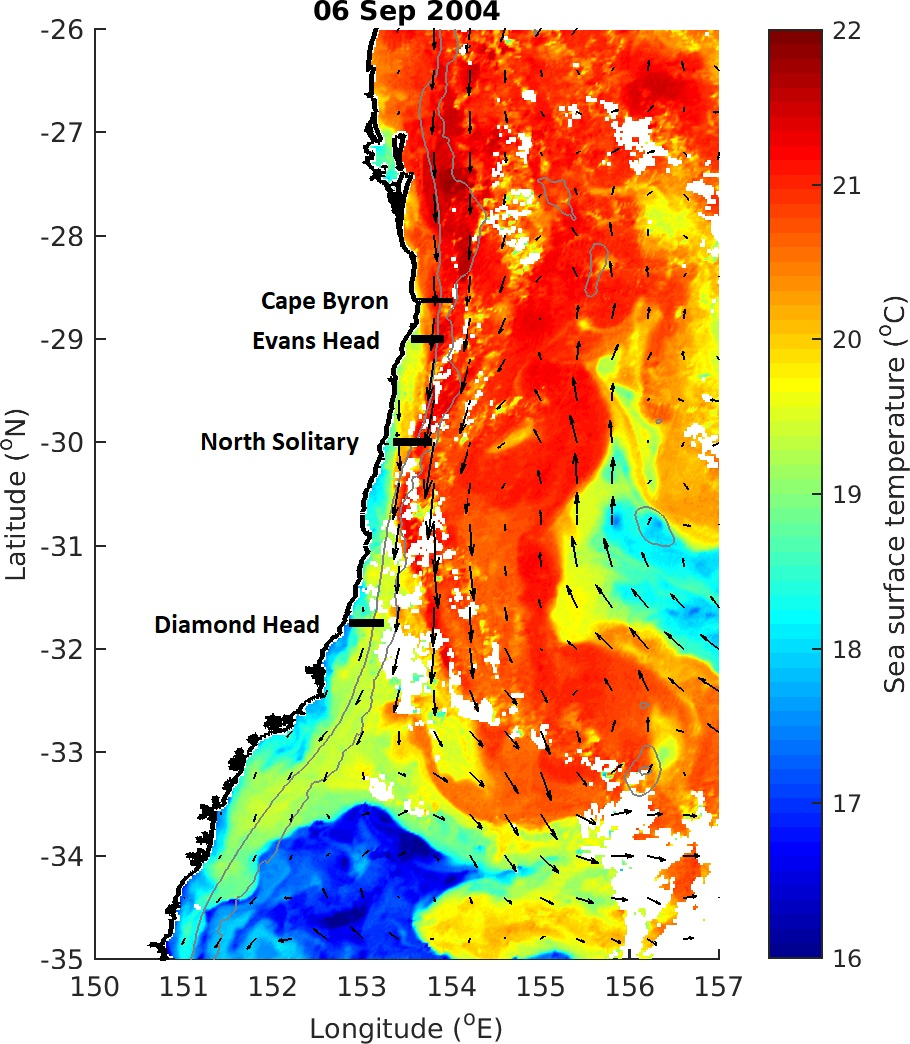 06 Sep 2004
-26
-27
-28
-29
-30
-31
-32
-33
-34
-35
Latitude (°N)
Cape Byron
Evans Head
North Solitary
Diamond Head
150 151 152 153 154 155 156 157
Longitude (°E)
22
21
20
19
18
17
16
Sea surface temperature (°C)